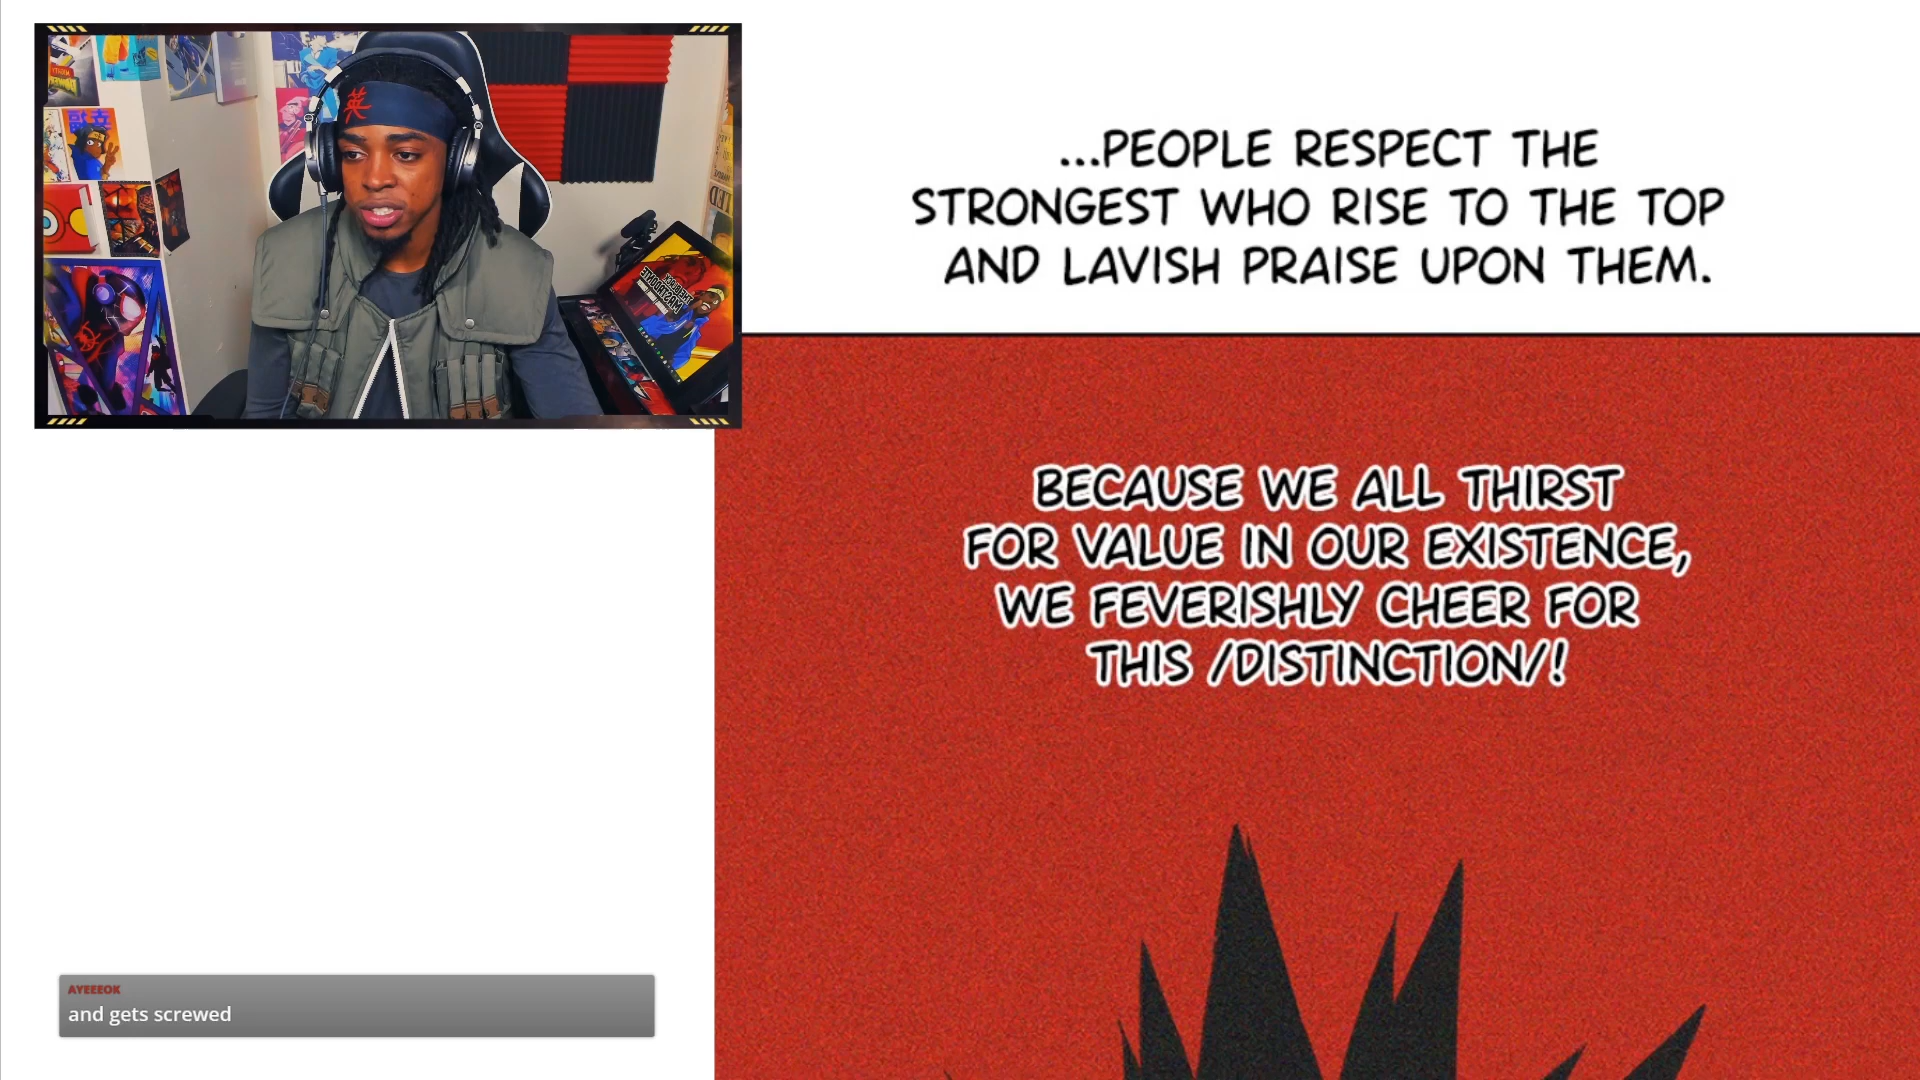 英
...PEOPLE RESPECT THE
STRONGEST WHO RISE TO THE TOP
AND LAVISH PRAISE UPON THEM.
BECAUSE WE ALL THIRST
FOR VALUE IN OUR EXISTENCE,
WE FEVERISHLY CHEER FOR
THIS /DISTINCTION/!
AYEEEOK
and gets screwed